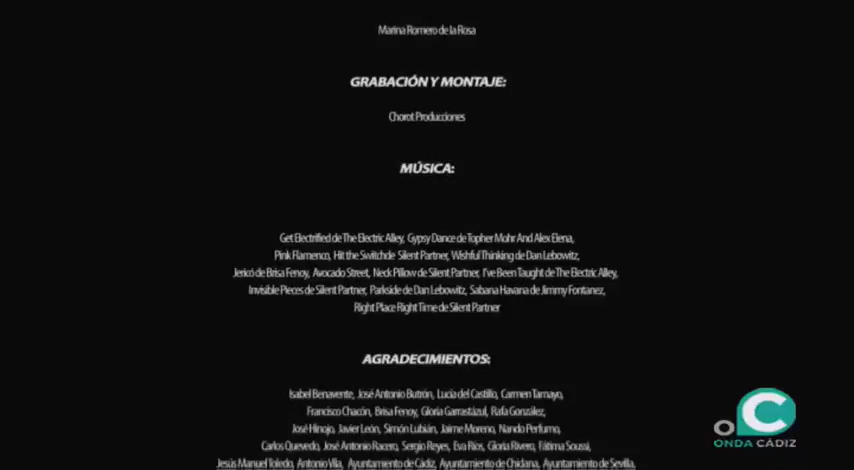 Marina Romero de la Rosa
GRABACIÓN Y MONTAJE:
Chorot Producciones
MÚSICA:
Get Electrified de The Electric Alley, Gypsy Dance de Topher Mohr And Alex Elena,
Pink Flamenco, Hit the Switchde Silent Partner, Wishful Thinking de Dan Lebowitz,
Jericó de Brisa Fenoy, Avocado Street, Neck Pillow de Silent Partner, I've Been Taught de The Electric Alley,
Invisible Pieces de Silent Partner, Parkside de Dan Lebowitz, Sabana Havana de Jimmy Fontanez,
Right Place Right Time de Silent Partner
AGRADECIMIENTOS:
Isabel Benavente, José Antonio Butrón, Lucía del Castillo, Carmen Tamayo,
Francisco Chacón, Brisa Fenoy, Gloria Garrastázul, Rafa González,
José Hinojo, Javier León, Simón Lubián, Jaime Moreno, Nando Perfumo,
Carlos Quevedo, José Antonio Racero, Sergio Reyes, Eva Ríos, Gloria Rivero, Fátima Soussi,
Jesús Manuel Toledo, Antonio Vila, Ayuntamiento de Cádiz, Ayuntamiento de Chidana, Ayuntamiento de Sevilla,
OC
ONDA CÁDIZ